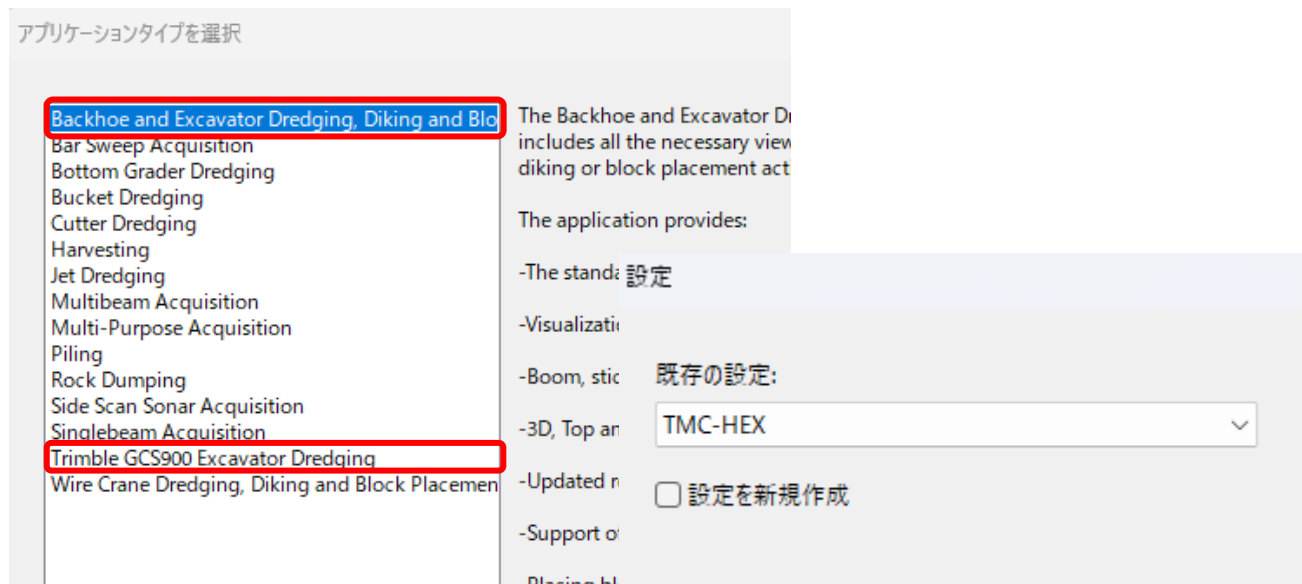 アプリケーションタイプを選択
Backhoe and Excavator Dredging, Diking and Blo
Bar Sweep Acquisition
Bottom Grader Dredging
Bucket Dredging
Cutter Dredging
Harvesting
Jet Dredging
Multibeam Acquisition
Multi-Purpose Acquisition
Piling
Rock Dumping
Side Scan Sonar Acquisition
Singlebeam Acquisition
Trimble GCS900 Excavator Dredging
Wire Crane Dredging, Diking and Block Placemen
The Backhoe and Excavator D
includes all the necessary view
diking or block placement act
The application provides:
-The standa
-Visualizati
-Boom, stic
-3D, Top an
-Updated r
-Support o
設定
既存の設定:
TMC-HEX
設定を新規作成